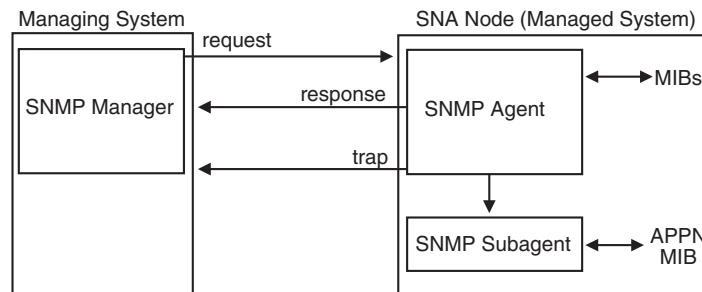 Managing System
SNA Node (Managed System)
request
SNMP Manager
response
SNMP Agent
MIBs
trap
SNMP Subagent
APPN
MIB